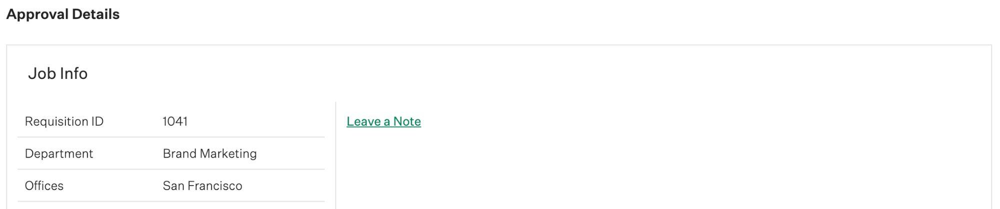 Approval Details
Job Info
Requisition ID 1041
Leave a Note
Department Brand Marketing
Offices San Francisco